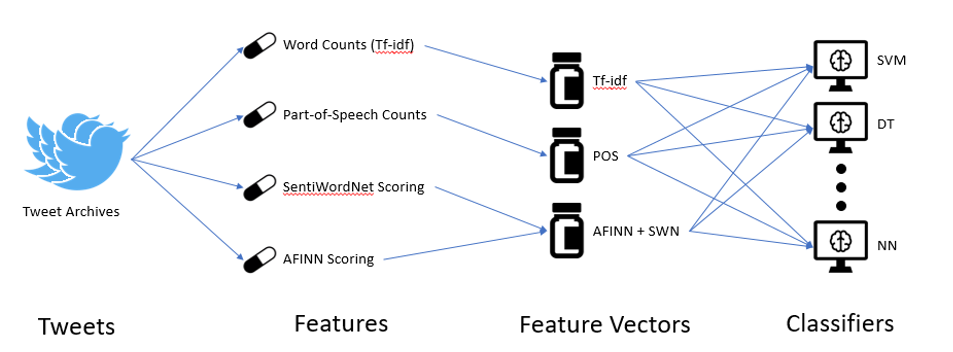 Word Counts (Tf-idf)
Part-of-Speech Counts
SentiWordNet Scoring
AFINN Scoring
Tweet Archives
Tf-idf
POS
AFINN + SWN
SVM
DT
NN
Tweets
Features
Feature Vectors
Classifiers